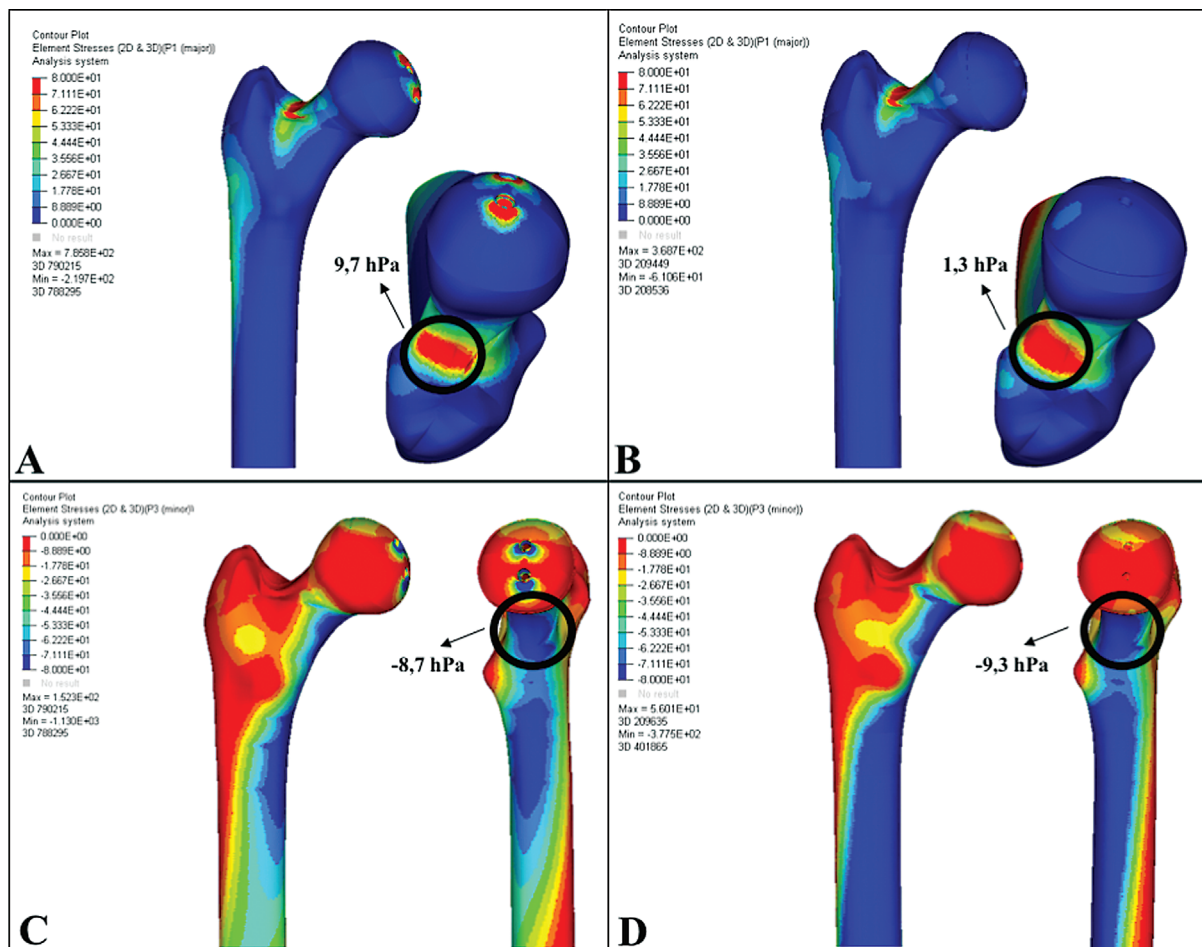 Contour Plot
Element Stresses (2D & 3D)(P1 (major))
Analysis system
8.000E+01
7.111E+01
6.222E+01
5.333E+01
4.444E+01
3.556E+01
2.667E+01
1.778E+01
8.889E+00
0.000E+00
No result
Max = 7.858E+02
3D 790215
Min = -2.197E+02
3D 788295
9,7 hPa
A
Contour Plot
Element Stresses (2D & 3D)(P1 (major))
Analysis system
8.000E+01
7.111E+01
6.222E+01
5.333E+01
4.444E+01
3.556E+01
2.667E+01
1.778E+01
8.889E+00
0.000E+00
No result
Max = 3.687E+02
3D 209449
Min = -6.106E+01
3D 208536
1,3 hPa
B
Contour Plot
Element Stresses (2D & 3D)(P3 (minor))
Analysis system
0.000E+00
-8.889E+00
-1.778E+01
-2.667E+01
-3.556E+01
-4.444E+01
-5.333E+01
-6.222E+01
-7.111E+01
-8.000E+01
No result
Max = 1.523E+02
3D 790215
Min = -1.130E+03
3D 788295
-8,7 hPa
C
Contour Plot
Element Stresses (2D & 3D)(P3 (minor))
Analysis system
0.000E+00
-8.889E+00
-1.778E+01
-2.667E+01
-3.556E+01
-4.444E+01
-5.333E+01
-6.222E+01
-7.111E+01
-8.000E+01
No result
Max = 5.601E+01
3D 209635
Min = -3.775E+02
3D 401865
-9,3 hPa
D